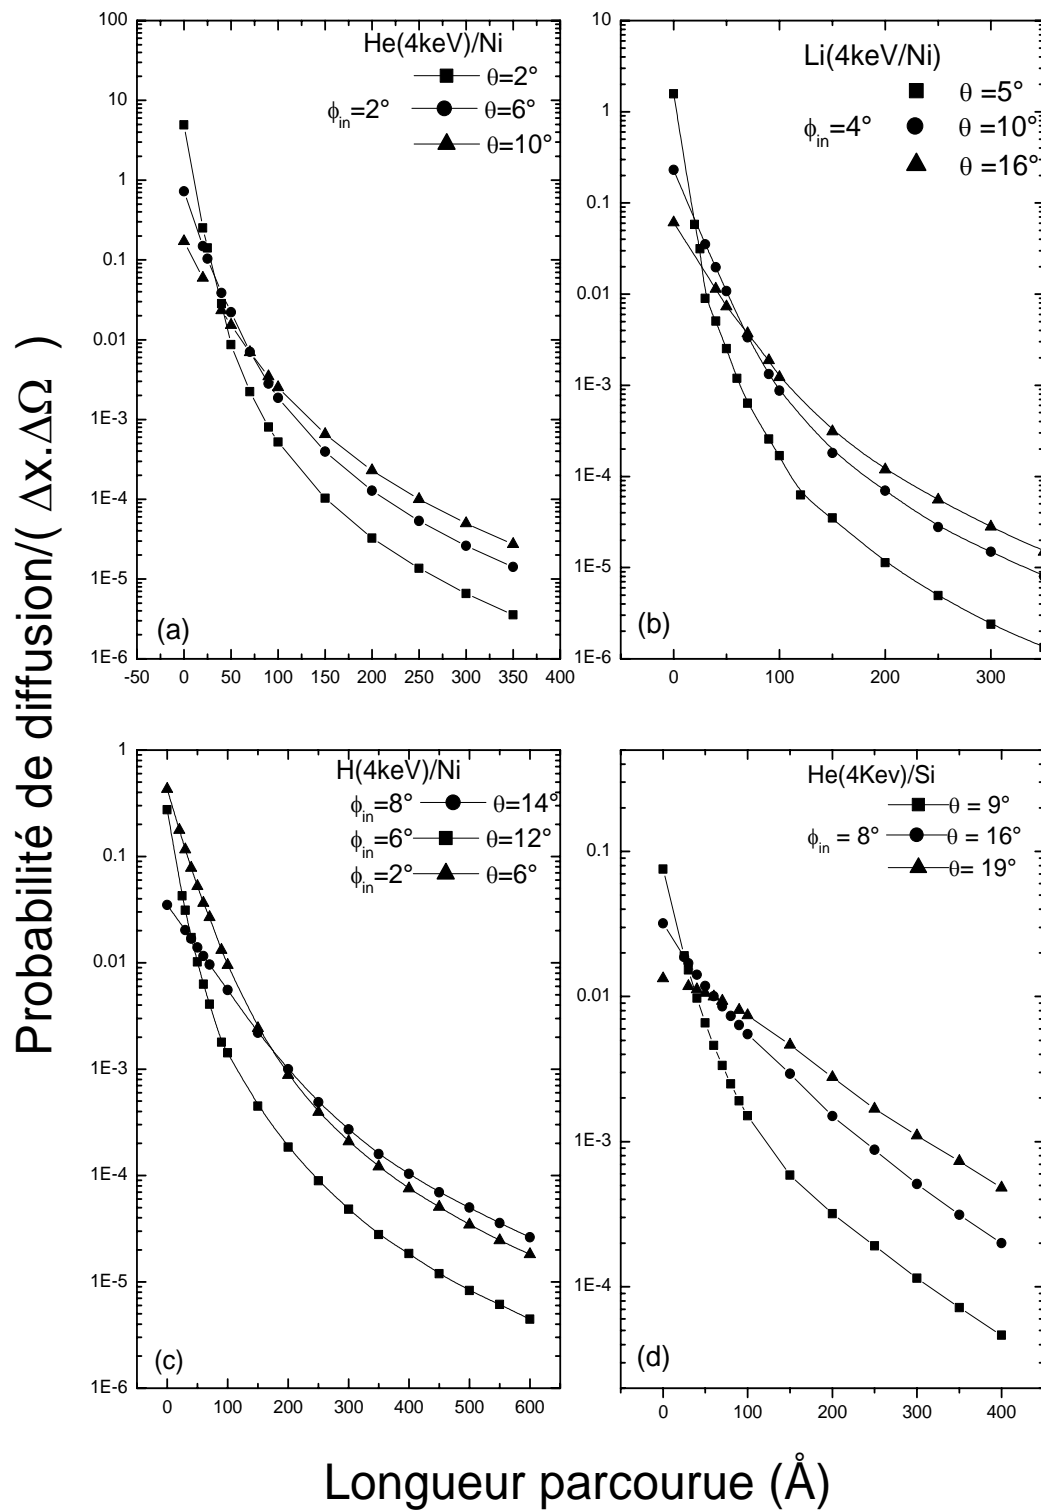 Probabilité de diffusion/( Δx.ΔΩ )
100
10
1
0.1
0.01
1E-3
1E-4
1E-5
1E-6
He(4keV)/Ni
θ=2°
ϕin=2° θ=6°
θ=10°
(a)
-50 0 50 100 150 200 250 300 350 400
10
1
0.1
0.01
1E-3
1E-4
1E-5
1E-6
Li(4keV/Ni)
θ =5°
ϕin=4° θ =10°
θ =16°
(b)
0 100 200 300
1
0.1
0.01
1E-3
1E-4
1E-5
1E-6
H(4keV)/Ni
ϕin=8° θ=14°
ϕin=6° θ=12°
ϕin=2° θ=6°
(c)
0 100 200 300 400 500 600
0.1
0.01
1E-3
1E-4
He(4Kev)/Si
θ = 9°
ϕin = 8° θ = 16°
θ= 19°
(d)
0 100 200 300 400
Longueur parcourue (Å)